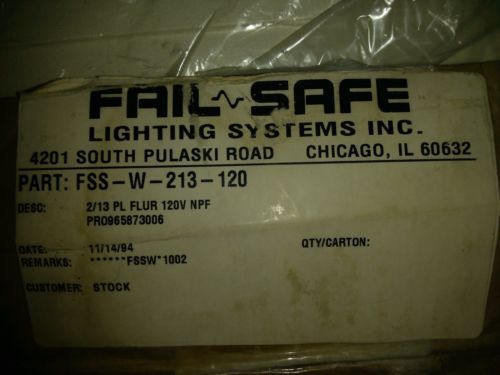 FAIL-SAFE
LIGHTING SYSTEMS INC.
4201 SOUTH PULASKI ROAD CHICAGO, IL 60632
PART: FSS-W-213-120
DESC: 2/13 PL FLUR 120V NPF
PRO965873006
DATE: 11/14/94 QTY/CARTON:
REMARKS: ******FSSW*1002
CUSTOMER: STOCK